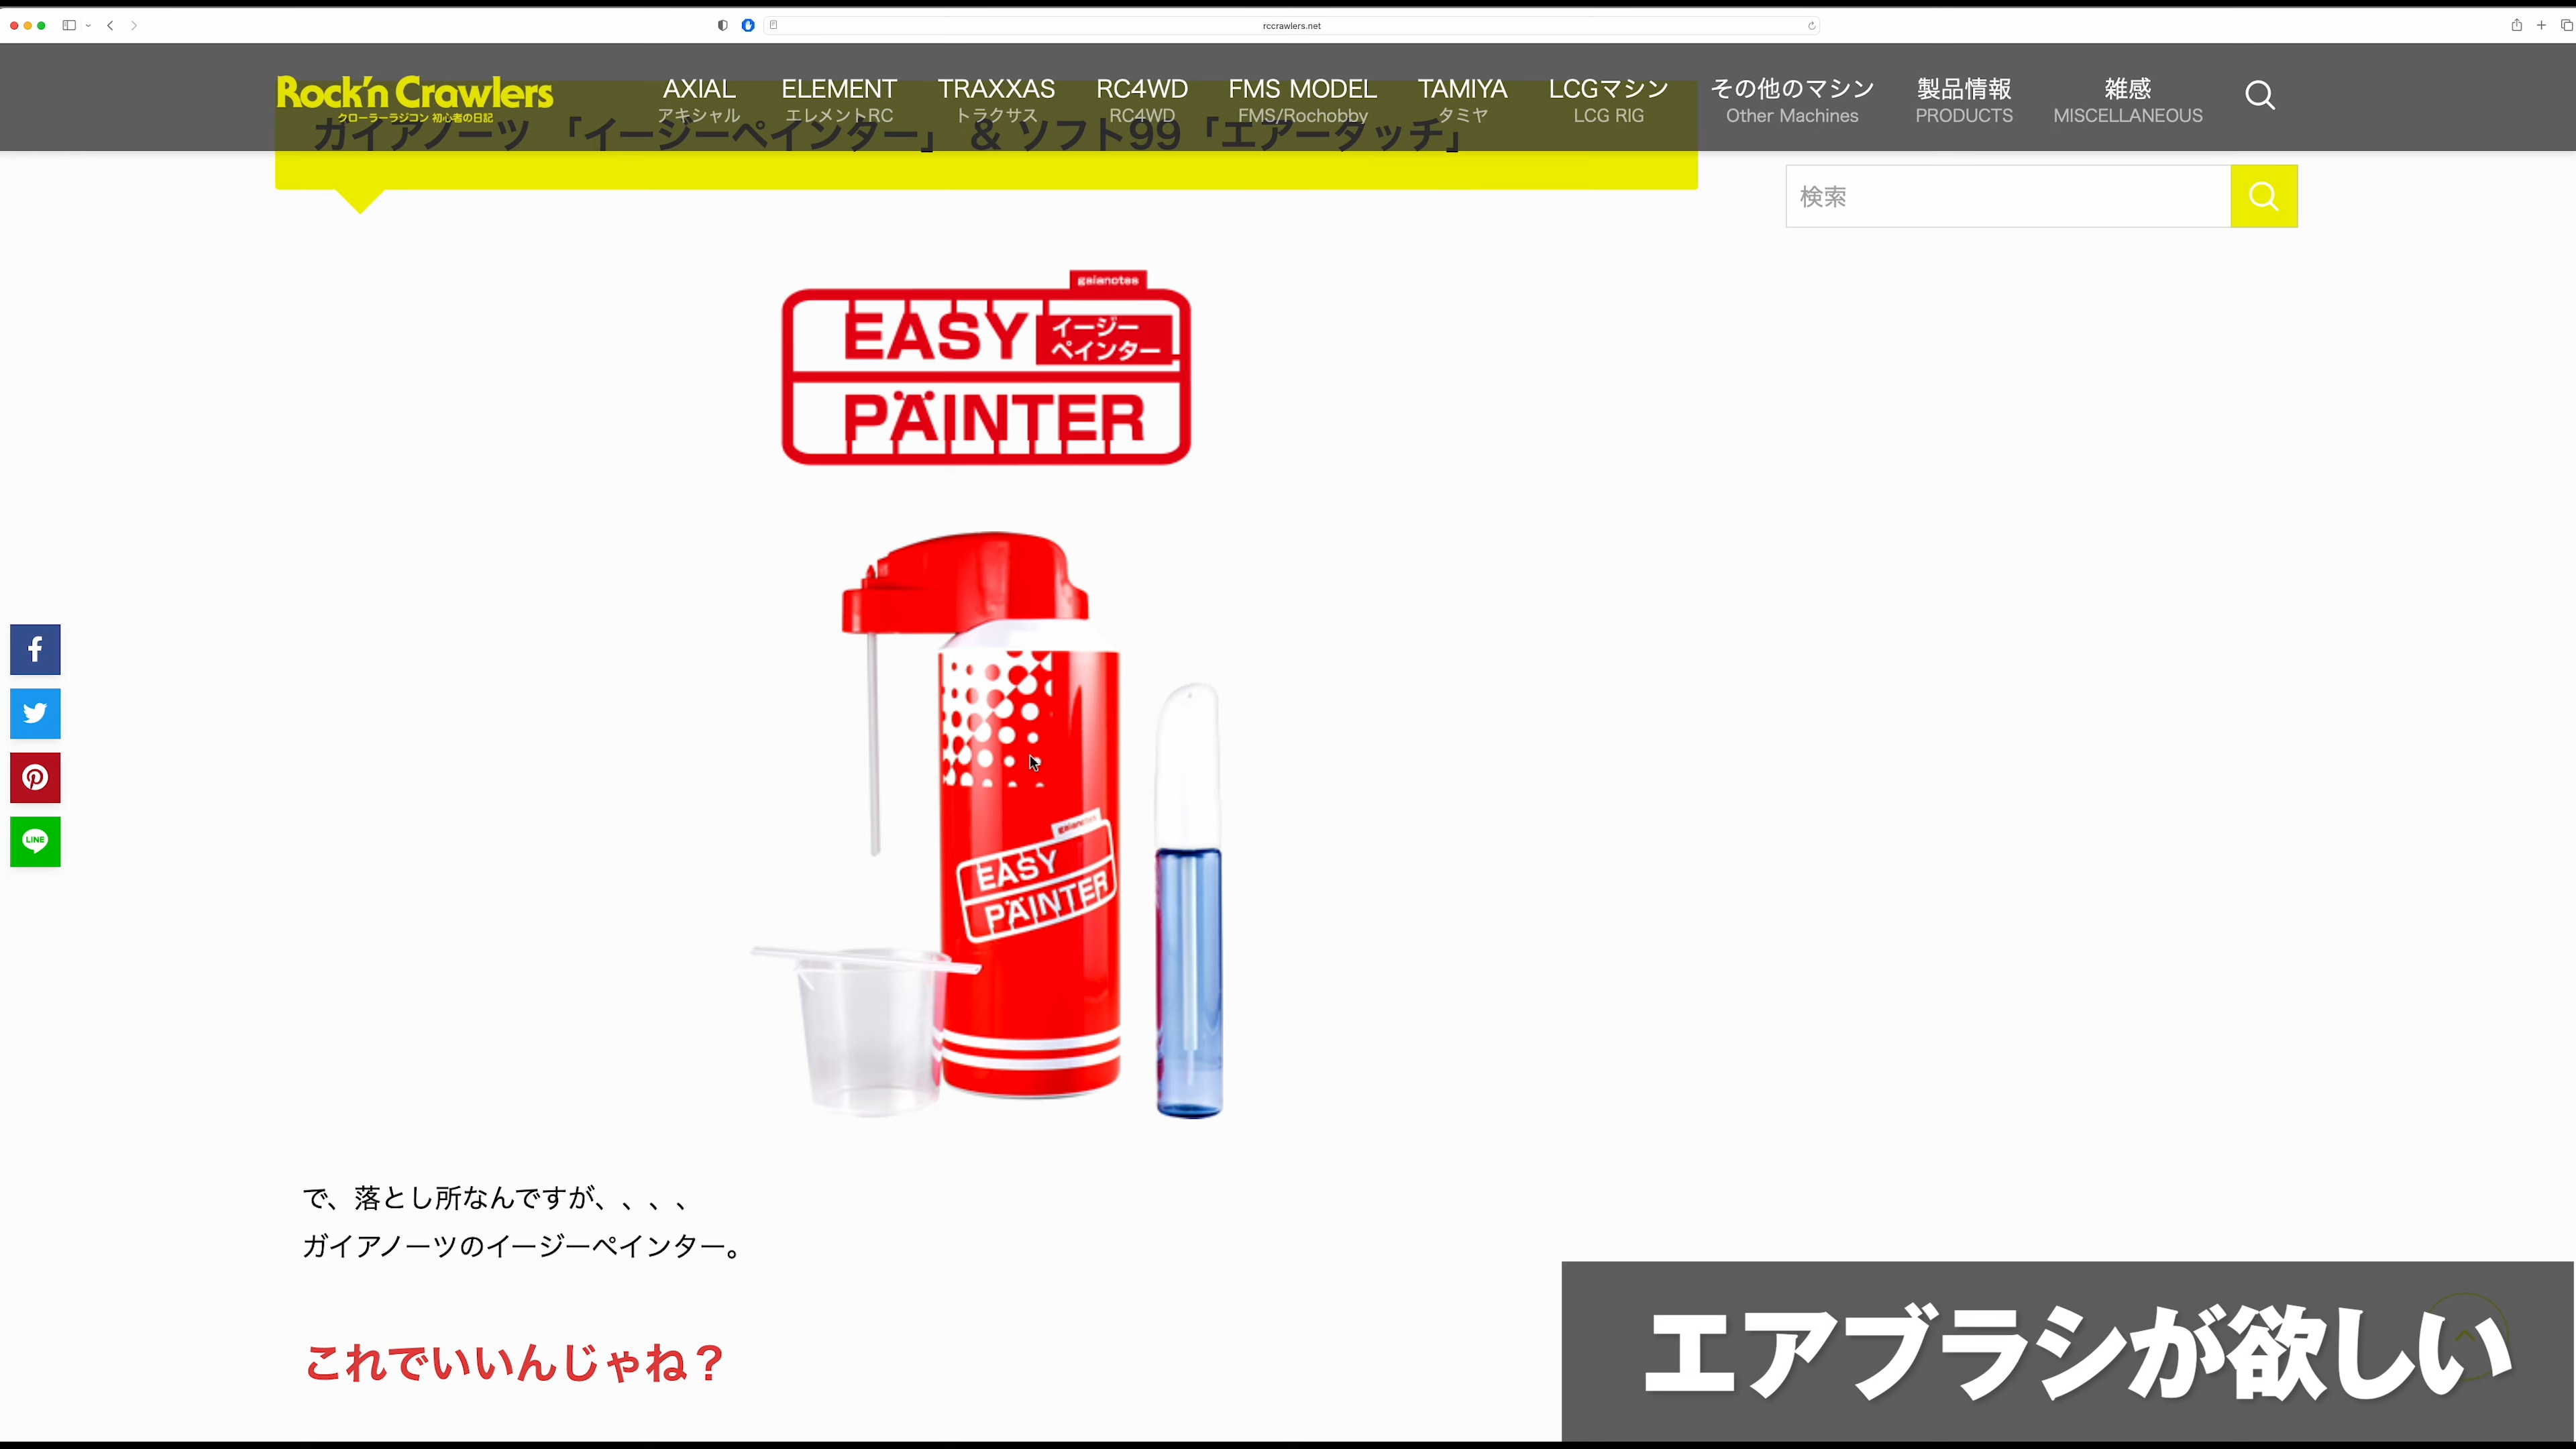 rccrawlers.net
Rock'n Crawlers
クローラーラジコン 初心者の日記
AXIAL
アキシャル
ELEMENT
エレメントRC
TRAXXAS
トラクサス
RC4WD
RC4WD
FMS MODEL
FMS/Rochobby
TAMIYA
タミヤ
LCGマシン
LCG RIG
その他のマシン
Other Machines
製品情報
PRODUCTS
雑感
MISCELLANEOUS
ガイアノーツ 「イージーペインター」 & ソフト99「エアータッチ」
検索
gaianotes
EASY
イージー
ペインター
PÄINTER
gaianotes
EASY
PÄINTER
LINE
で、落とし所なんですが、、、、
ガイアノーツのイージーペインター。
これでいいんじゃね？
エアブラシが欲しい